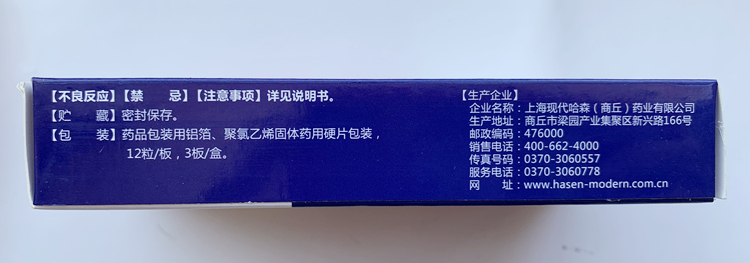 【不良反应】【禁 忌】【注意事项】详见说明书。
【贮 藏】密封保存。
【包 装】药品包装用铝箔、聚氯乙烯固体药用硬片包装，
12粒/板，3板/盒。
【生产企业】
企业名称：上海现代哈森（商丘）药业有限公司
生产地址：商丘市梁园产业集聚区新兴路166号
邮政编码：476000
销售电话：400-662-4000
传真号码：0370-3060557
服务电话：0370-3060778
网 址：www.hasen-modern.com.cn